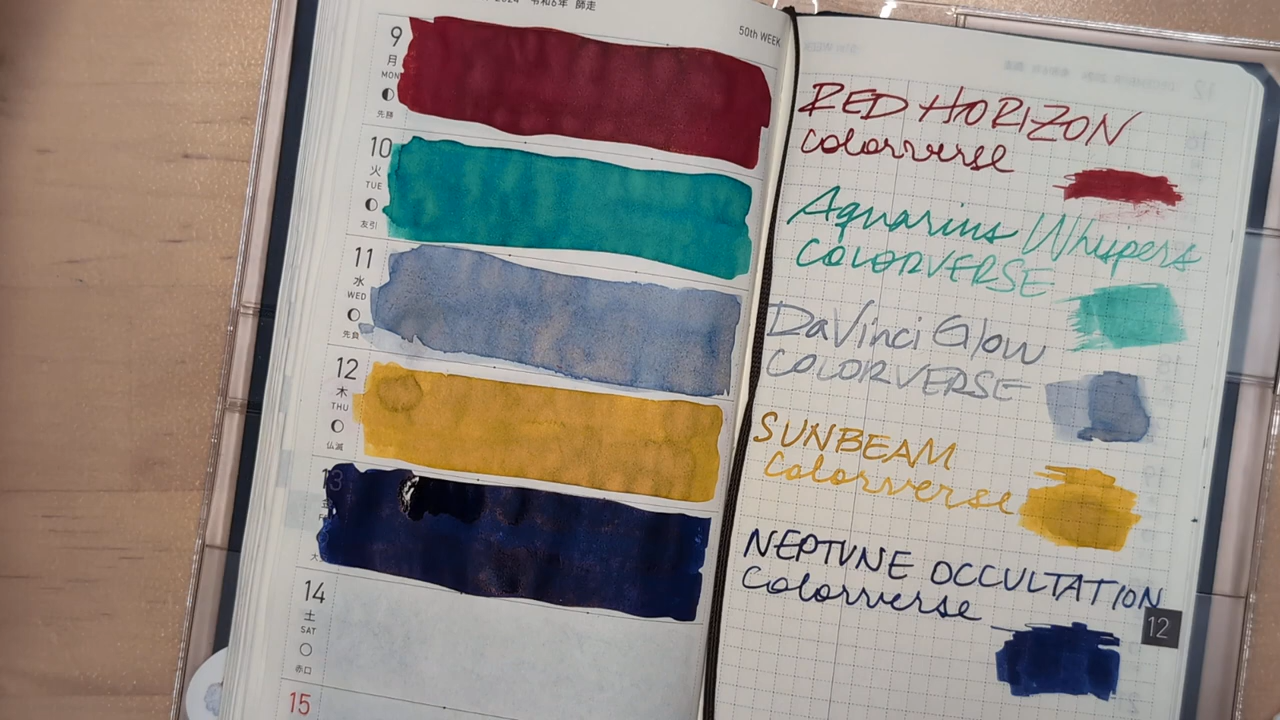 2024 令和6年 師走
50th WEEK
9
月
MON
先勝
10
火
TUE
友引
11
水
WED
先負
12
木
THU
仏滅
13
14
土
SAT
赤口
15
RED HORIZON
colorverse
Aquarius Whispers
COLORVERSE
DaVinci Glow
COLORVERSE
SUNBEAM
Colorverse
NEPTUNE OCCULTATION
Colorverse
12